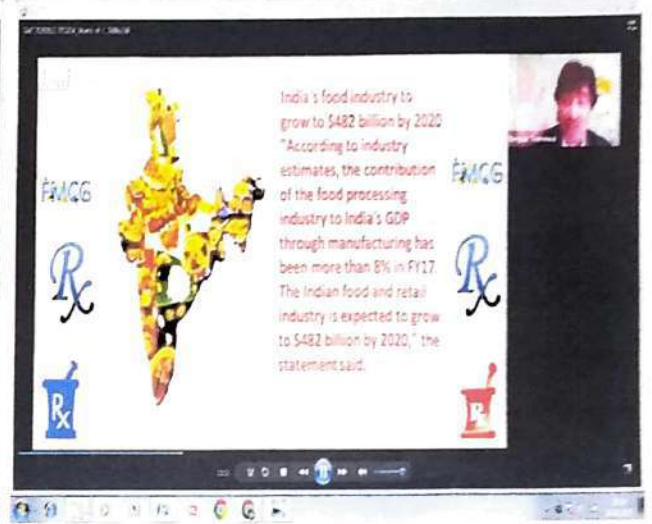 India's food industry to
grow to $482 billion by 2020
"According to industry
estimates, the contribution
of the food processing
industry to India's GDP
through manufacturing has
been more than 8% in FY17.
The Indian food and retail
industry is expected to grow
to $482 billion by 2020," the
statement said.
FMCG
FMCG
Rx
Rx
Rx
Rx